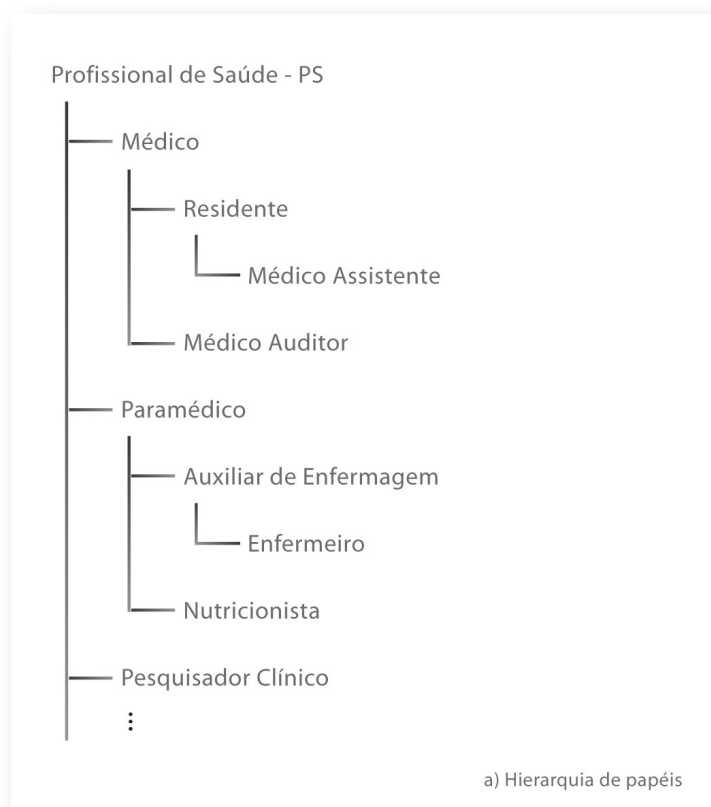 Profissional de Saúde - PS
Médico
Residente
Médico Assistente
Médico Auditor
Paramédico
Auxiliar de Enfermagem
Enfermeiro
Nutricionista
Pesquisador Clínico
a) Hierarquia de papéis